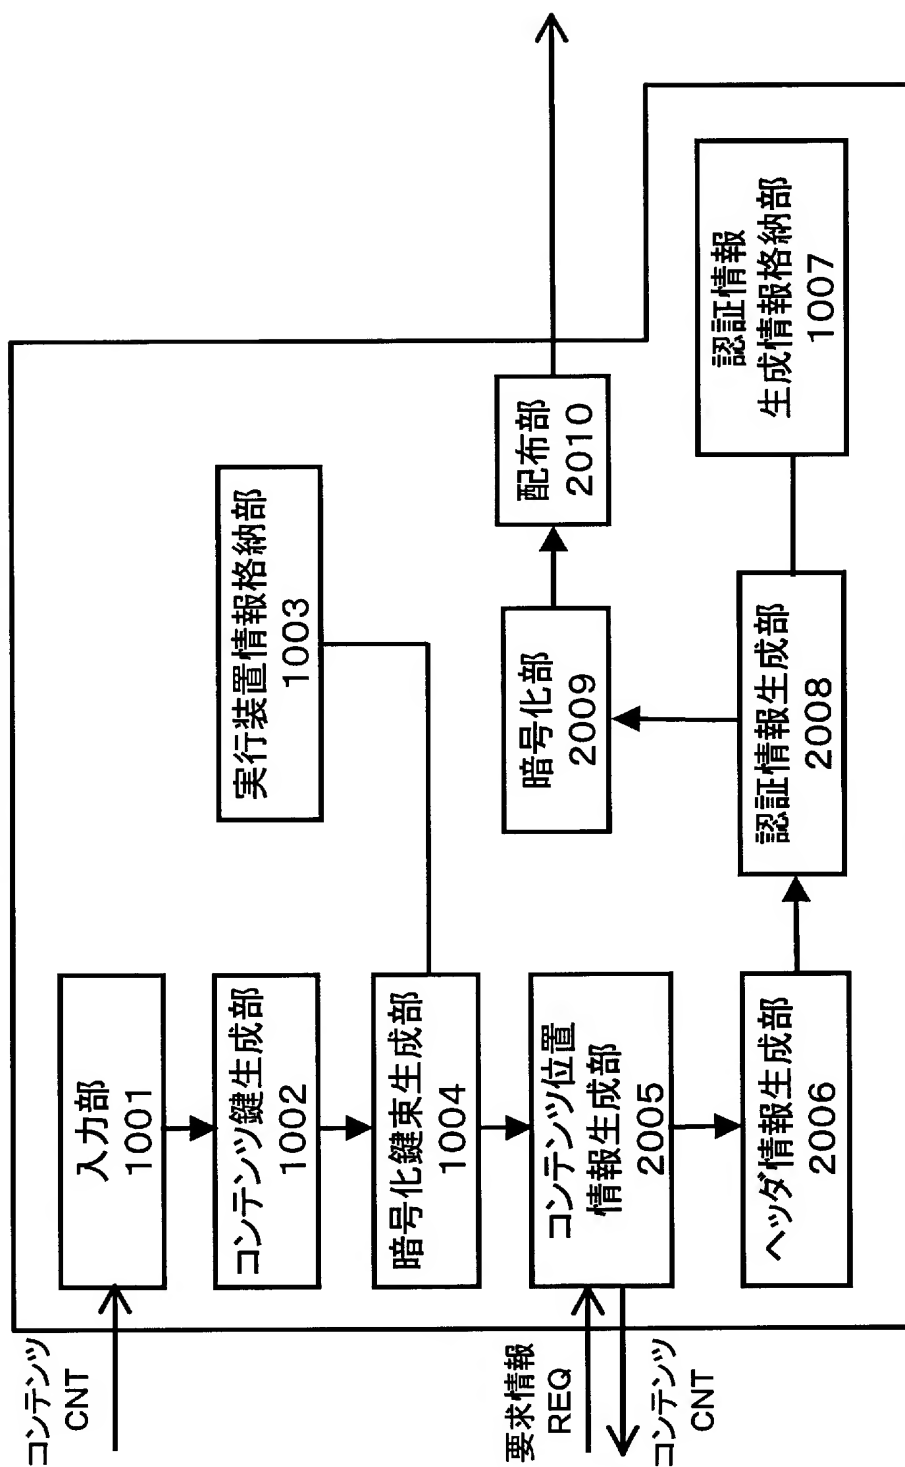 コンテンツ
CNT
入力部
1001
コンテンツ鍵生成部
1002
暗号化鍵束生成部
1004
実行装置情報格納部
1003
要求情報
REQ
コンテンツ
CNT
コンテンツ位置
情報生成部
2005
ヘッダ情報生成部
2006
暗号化部
2009
配布部
2010
認証情報生成部
2008
認証情報
生成情報格納部
1007